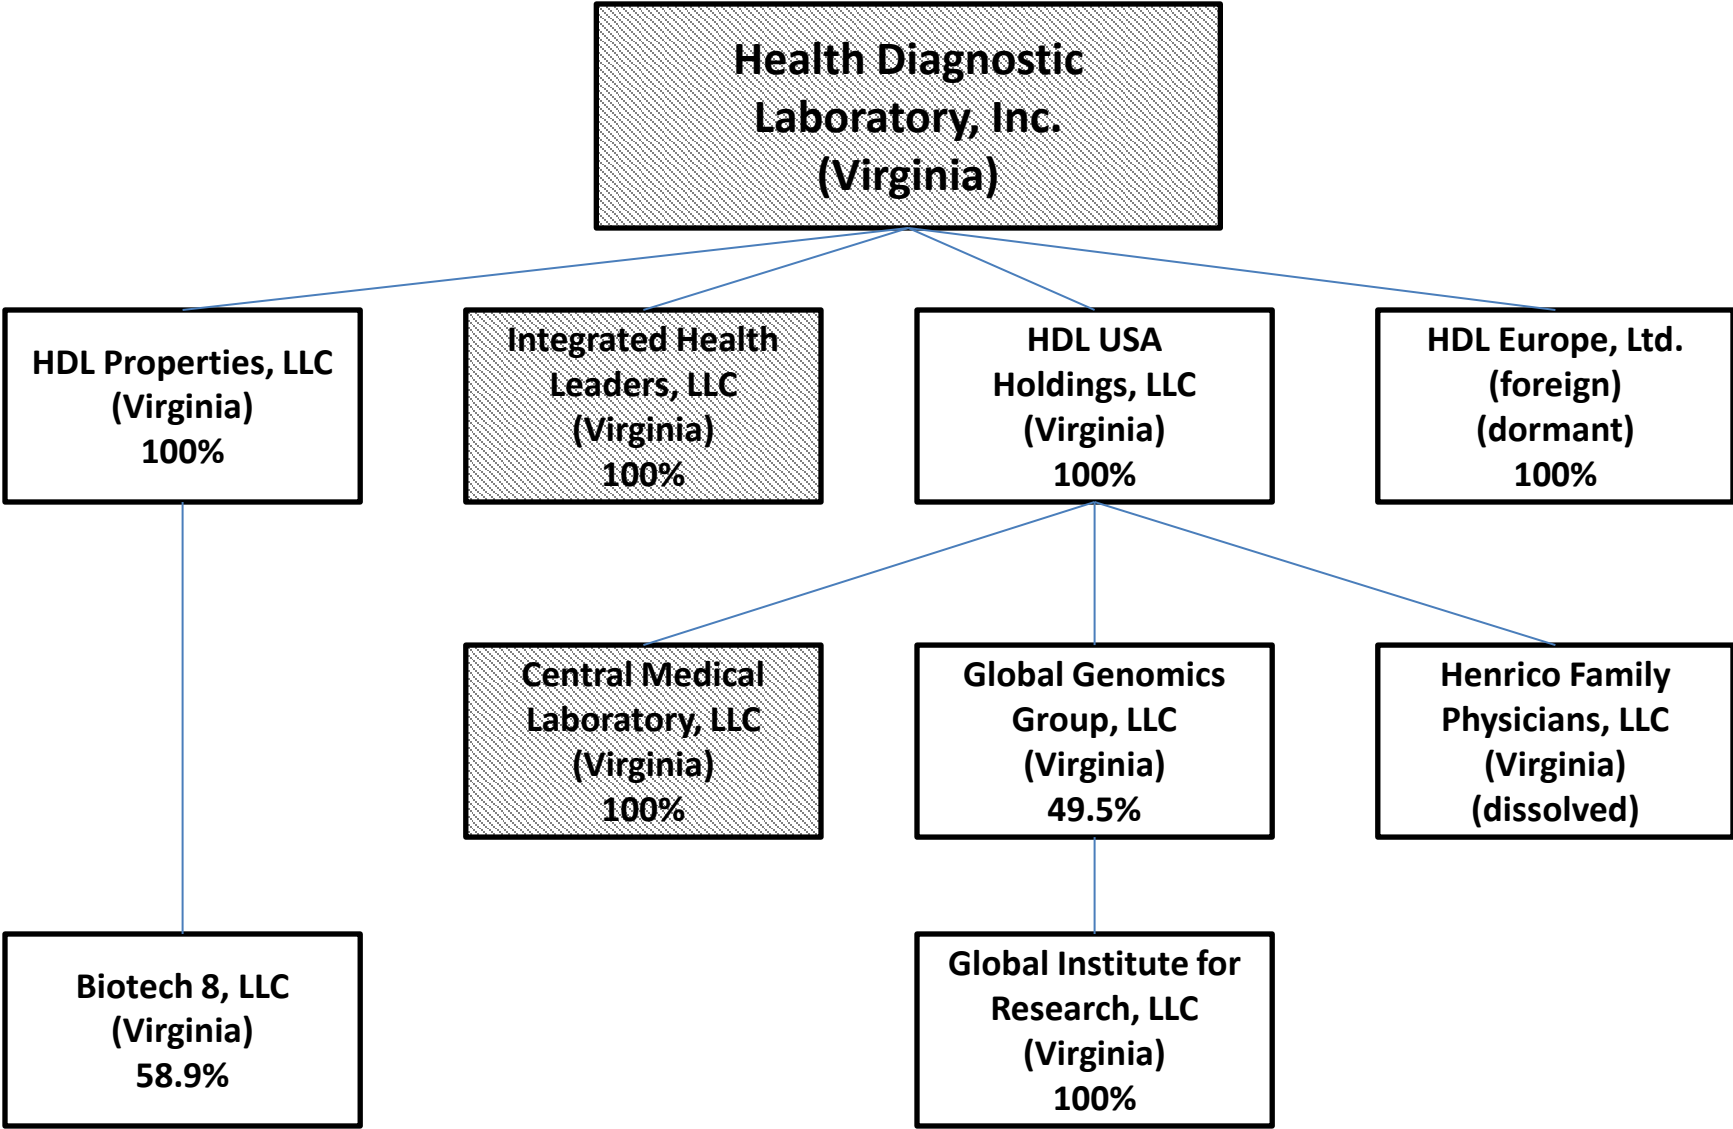 Health Diagnostic
Laboratory, Inc.
(Virginia)
HDL Properties, LLC
(Virginia)
100%
Integrated Health
Leaders, LLC
(Virginia)
100%
HDL USA
Holdings, LLC
(Virginia)
100%
HDL Europe, Ltd.
(foreign)
(dormant)
100%
Central Medical
Laboratory, LLC
(Virginia)
100%
Global Genomics
Group, LLC
(Virginia)
49.5%
Henrico Family
Physicians, LLC
(Virginia)
(dissolved)
Biotech 8, LLC
(Virginia)
58.9%
Global Institute for
Research, LLC
(Virginia)
100%